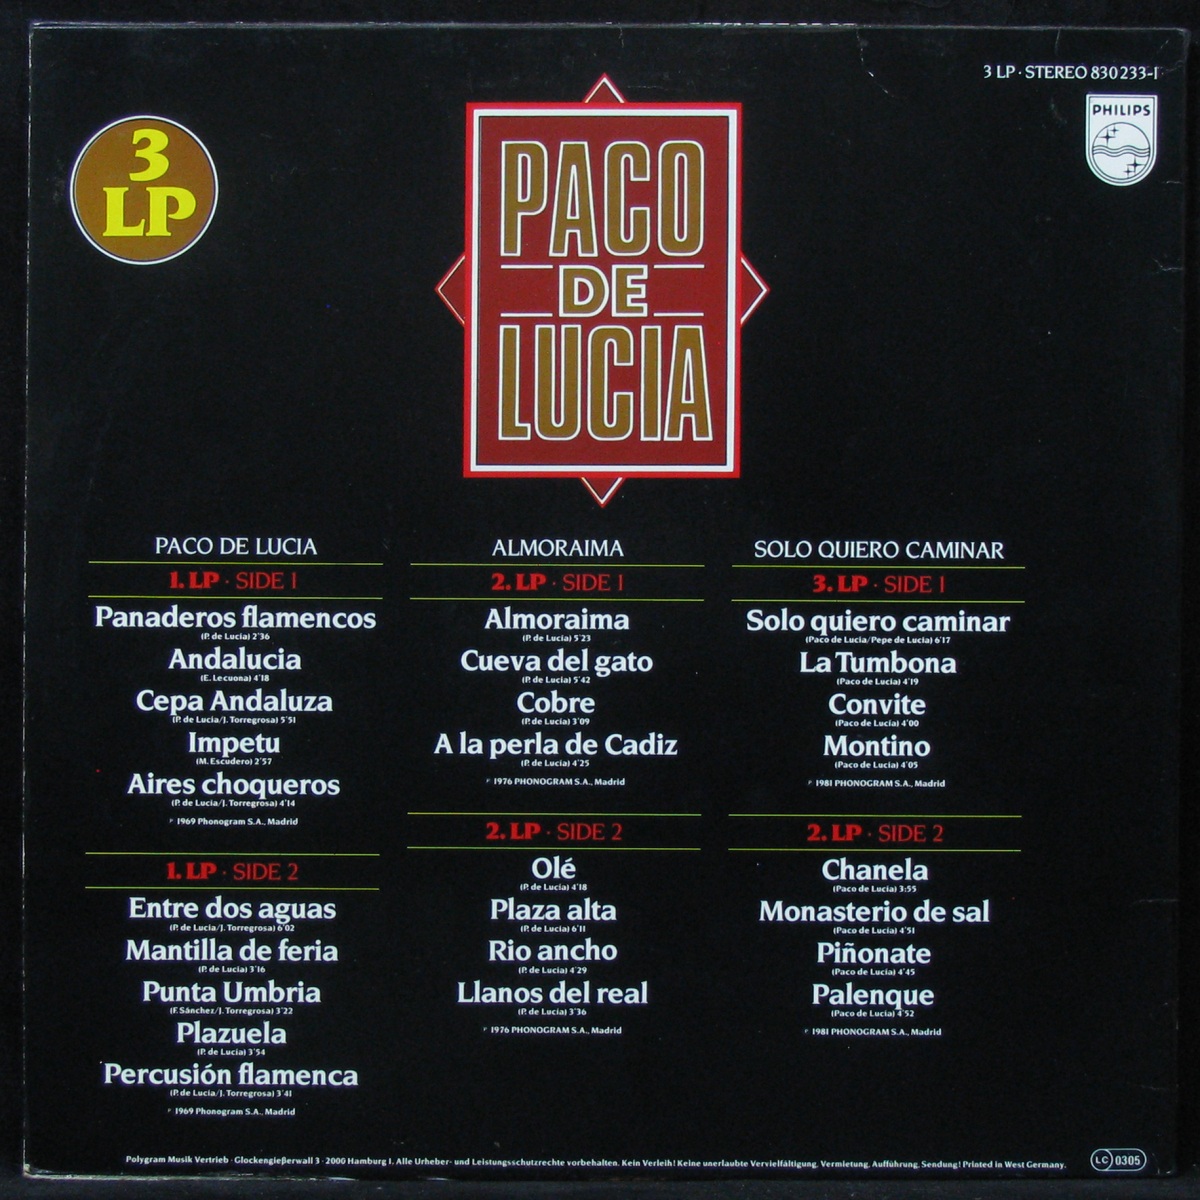 3 LP · STEREO 830 233-1
PHILIPS
3
LP
PACO
DE
LUCIA
PACO DE LUCIA
1. LP · SIDE 1
Panaderos flamencos
(P. de Lucia) 2'36
Andalucia
(E. Lecuona) 4'18
Cepa Andaluza
(P. de Lucia/J. Torregrosa) 5'51
Impetu
(M. Escudero) 2'57
Aires choqueros
(P. de Lucia/J. Torregrosa) 4'14
℗ 1969 Phonogram S.A., Madrid
1. LP · SIDE 2
Entre dos aguas
(P. de Lucia/J. Torregrosa) 6'02
Mantilla de feria
(P. de Lucia) 3'16
Punta Umbria
(F. Sánchez/J. Torregrosa) 3'22
Plazuela
(P. de Lucia) 3'54
Percusión flamenca
(P. de Lucia/J. Torregrosa) 3'41
℗ 1969 Phonogram S.A., Madrid
ALMORAIMA
2. LP · SIDE 1
Almoraima
(P. de Lucia) 5'23
Cueva del gato
(P. de Lucia) 5'42
Cobre
(P. de Lucia) 3'09
A la perla de Cadiz
(P. de Lucia) 4'25
℗ 1976 PHONOGRAM S.A., Madrid
2. LP · SIDE 2
Olé
(P. de Lucia) 4'18
Plaza alta
(P. de Lucia) 6'11
Rio ancho
(P. de Lucia) 4'29
Llanos del real
(P. de Lucia) 3'36
℗ 1976 PHONOGRAM S.A., Madrid
SOLO QUIERO CAMINAR
3. LP · SIDE 1
Solo quiero caminar
(Paco de Lucia/Pepe de Lucia) 6'17
La Tumbona
(Paco de Lucia) 4'19
Convite
(Paco de Lucia) 4'00
Montino
(Paco de Lucia) 4'05
℗ 1981 PHONOGRAM S.A., Madrid
2. LP · SIDE 2
Chanela
(Paco de Lucia) 3:55
Monasterio de sal
(Paco de Lucia) 4'51
Piñonate
(Paco de Lucia) 4'45
Palenque
(Paco de Lucia) 4'52
℗ 1981 PHONOGRAM S.A., Madrid
Polygram Musik Vertrieb · Glockengießerwall 3 · 2000 Hamburg 1. Alle Urheber- und Leistungsschutzrechte vorbehalten. Kein Verleih! Keine unerlaubte Vervielfältigung, Vermietung, Aufführung, Sendung! Printed in West Germany.
LC 0305